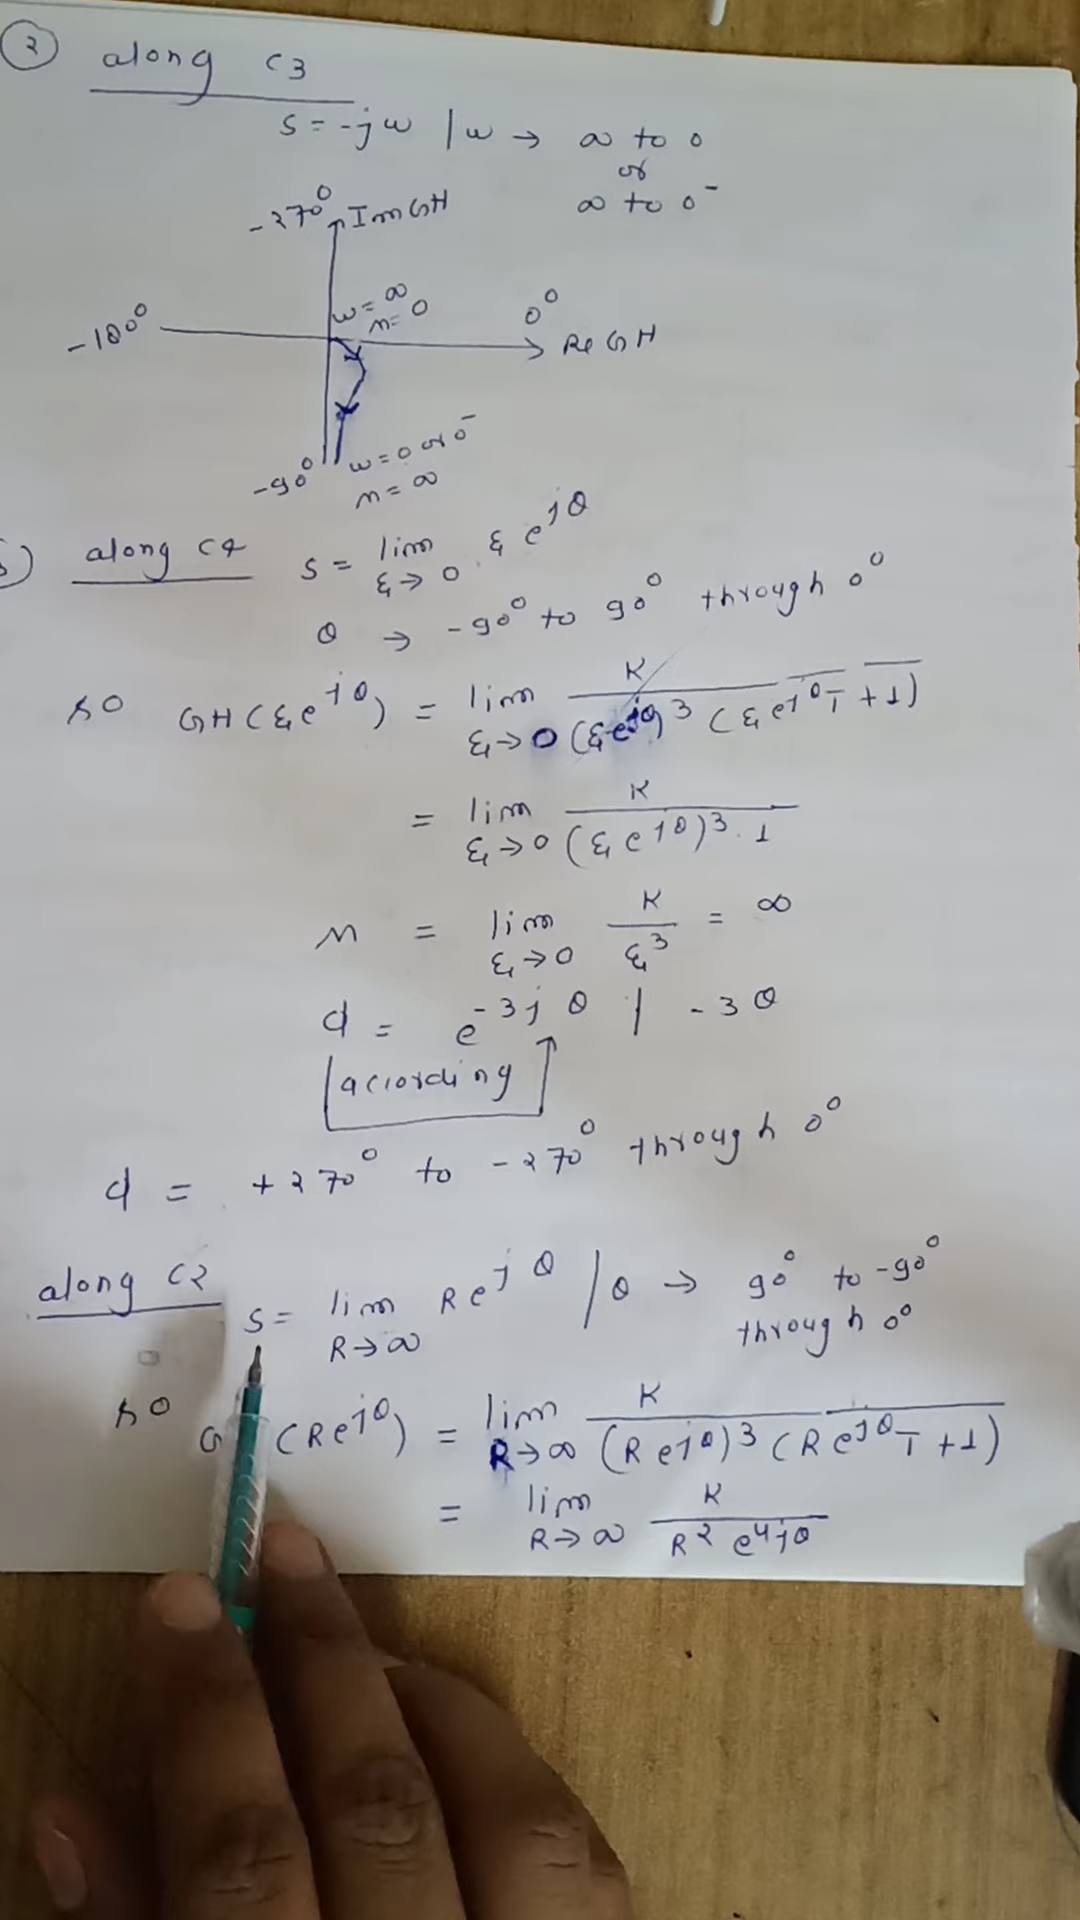 2 along C3
s = -jω | ω → ∞ to 0
or
∞ to 0⁻
-270° Im GH
ω = ∞
m = 0
-180° 0° Re GH
-90° ω = 0 or 0⁻
m = ∞
along C4 s = lim ε→0 ε e^jθ
θ → -90° to 90° through 0°
so GH(εe^jθ) = lim ε→0 K / (εe^jθ)³ (εe^jθT + 1)
= lim ε→0 K / (εe^jθ)³ . 1
m = lim ε→0 K / ε³ = ∞
ϕ = e^-3jθ | -3θ
acording
ϕ = +270° to -270° through 0°
along C2 s = lim R→∞ Re^jθ | θ → 90° to -90°
through 0°
so G (Re^jθ) = lim R→∞ K / (Re^jθ)³ (Re^jθT + 1)
= lim R→∞ K / R² e^4jθ